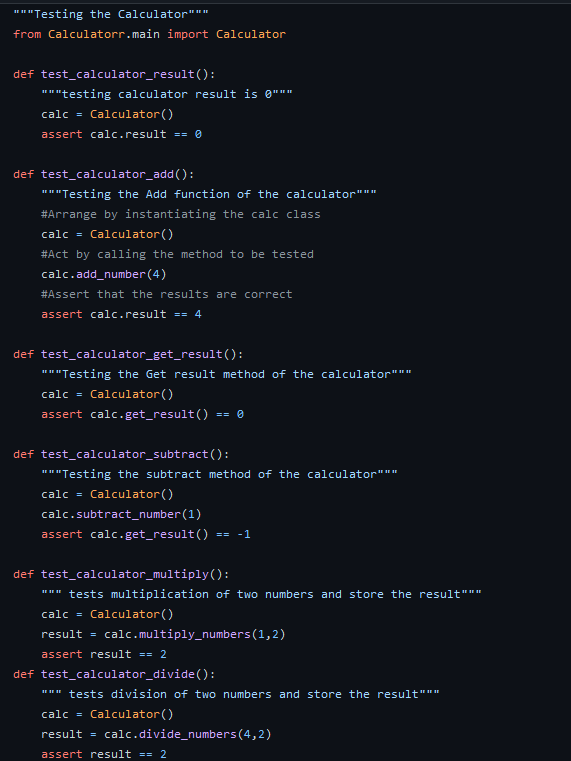 """Testing the Calculator"""
from Calculatorr.main import Calculator
def test_calculator_result():
"""testing calculator result is 0"""
calc = Calculator()
assert calc.result == 0
def test_calculator_add():
"""Testing the Add function of the calculator"""
#Arrange by instantiating the calc class
calc = Calculator()
#Act by calling the method to be tested
calc.add_number(4)
#Assert that the results are correct
assert calc.result == 4
def test_calculator_get_result():
"""Testing the Get result method of the calculator"""
calc = Calculator()
assert calc.get_result() == 0
def test_calculator_subtract():
"""Testing the subtract method of the calculator"""
calc = Calculator()
calc.subtract_number(1)
assert calc.get_result() == -1
def test_calculator_multiply():
""" tests multiplication of two numbers and store the result"""
calc = Calculator()
result = calc.multiply_numbers(1,2)
assert result == 2
def test_calculator_divide():
""" tests division of two numbers and store the result"""
calc = Calculator()
result = calc.divide_numbers(4,2)
assert result == 2